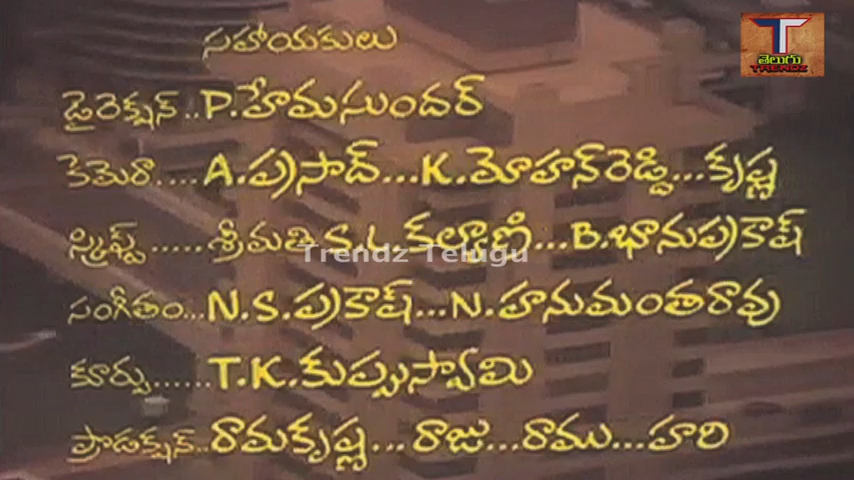 సహాయకులు
తెలుగు
TRENDZ
డైరెక్షన్..P.హేమసుందర్
కెమెరా....A.ప్రసాద్...K.మోహన్‌రెడ్డి...కృష్ణ
స్క్రిప్ట్.....శ్రీమతి S.L.కల్యాణి...B.భానుప్రకాష్
Trendz Telugu
సంగీతం...N.S.ప్రకాష్...N.హనుమంతరావు
కూర్పు......T.K.కుప్పుస్వామి
ప్రొడక్షన్..రామకృష్ణ...రాజు...రాము...హరి